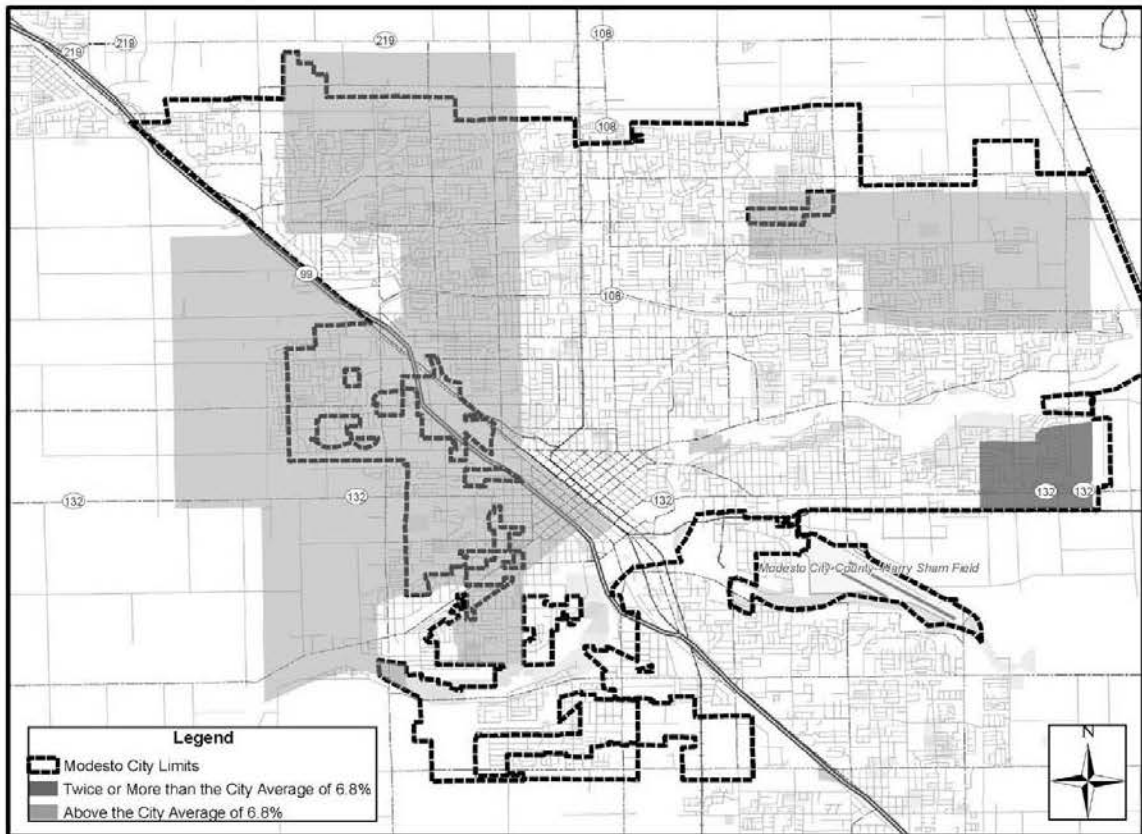 219
108
219
219
108
99
108
132
132
132
132
132
Modesto City-County--Harry Sham Field
Legend
Modesto City Limits
Twice or More than the City Average of 6.8%
Above the City Average of 6.8%
N